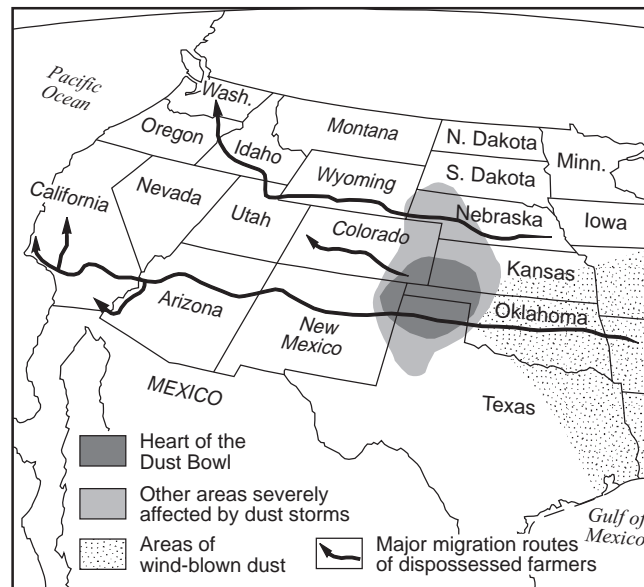 Pacific
Ocean
Wash.
Oregon
Idaho
Montana
N. Dakota
Minn.
S. Dakota
Wyoming
California
Nevada
Utah
Colorado
Nebraska
Iowa
Kansas
Arizona
New
Mexico
Oklahoma
MEXICO
Texas
Gulf of
Mexico
Heart of the
Dust Bowl
Other areas severely
affected by dust storms
Areas of
wind-blown dust
Major migration routes
of dispossessed farmers